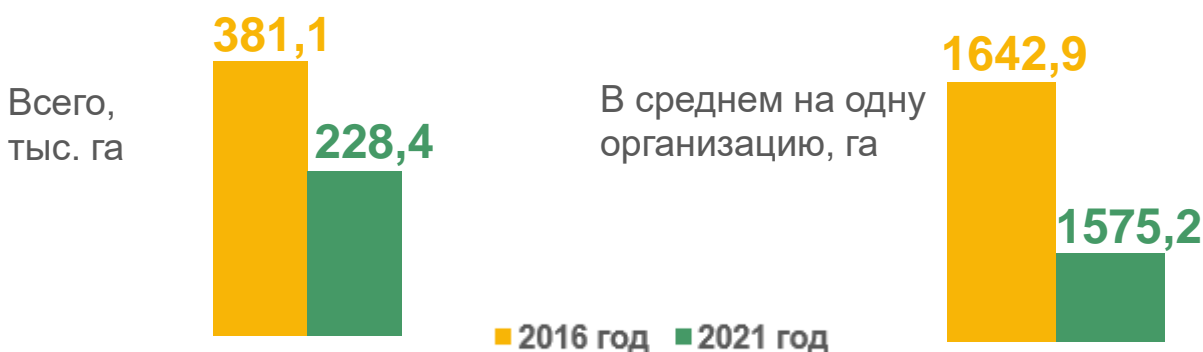 381,1
Всего,
тыс. га
228,4
1642,9
В среднем на одну
организацию, га
1575,2
2016 год 2021 год